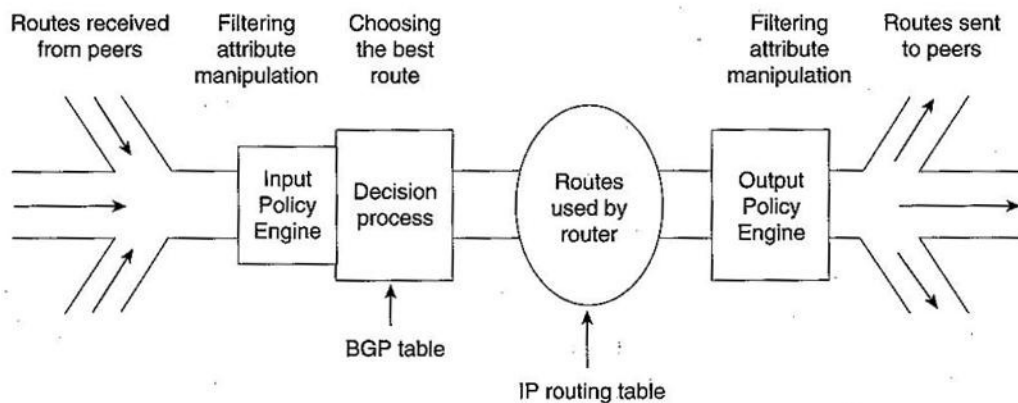 Routes received
from peers
Filtering
attribute
manipulation
Choosing
the best
route
Filtering
attribute
manipulation
Routes sent
to peers
Input
Policy
Engine
Decision
process
Routes
used by
router
Output
Policy
Engine
BGP table
IP routing table